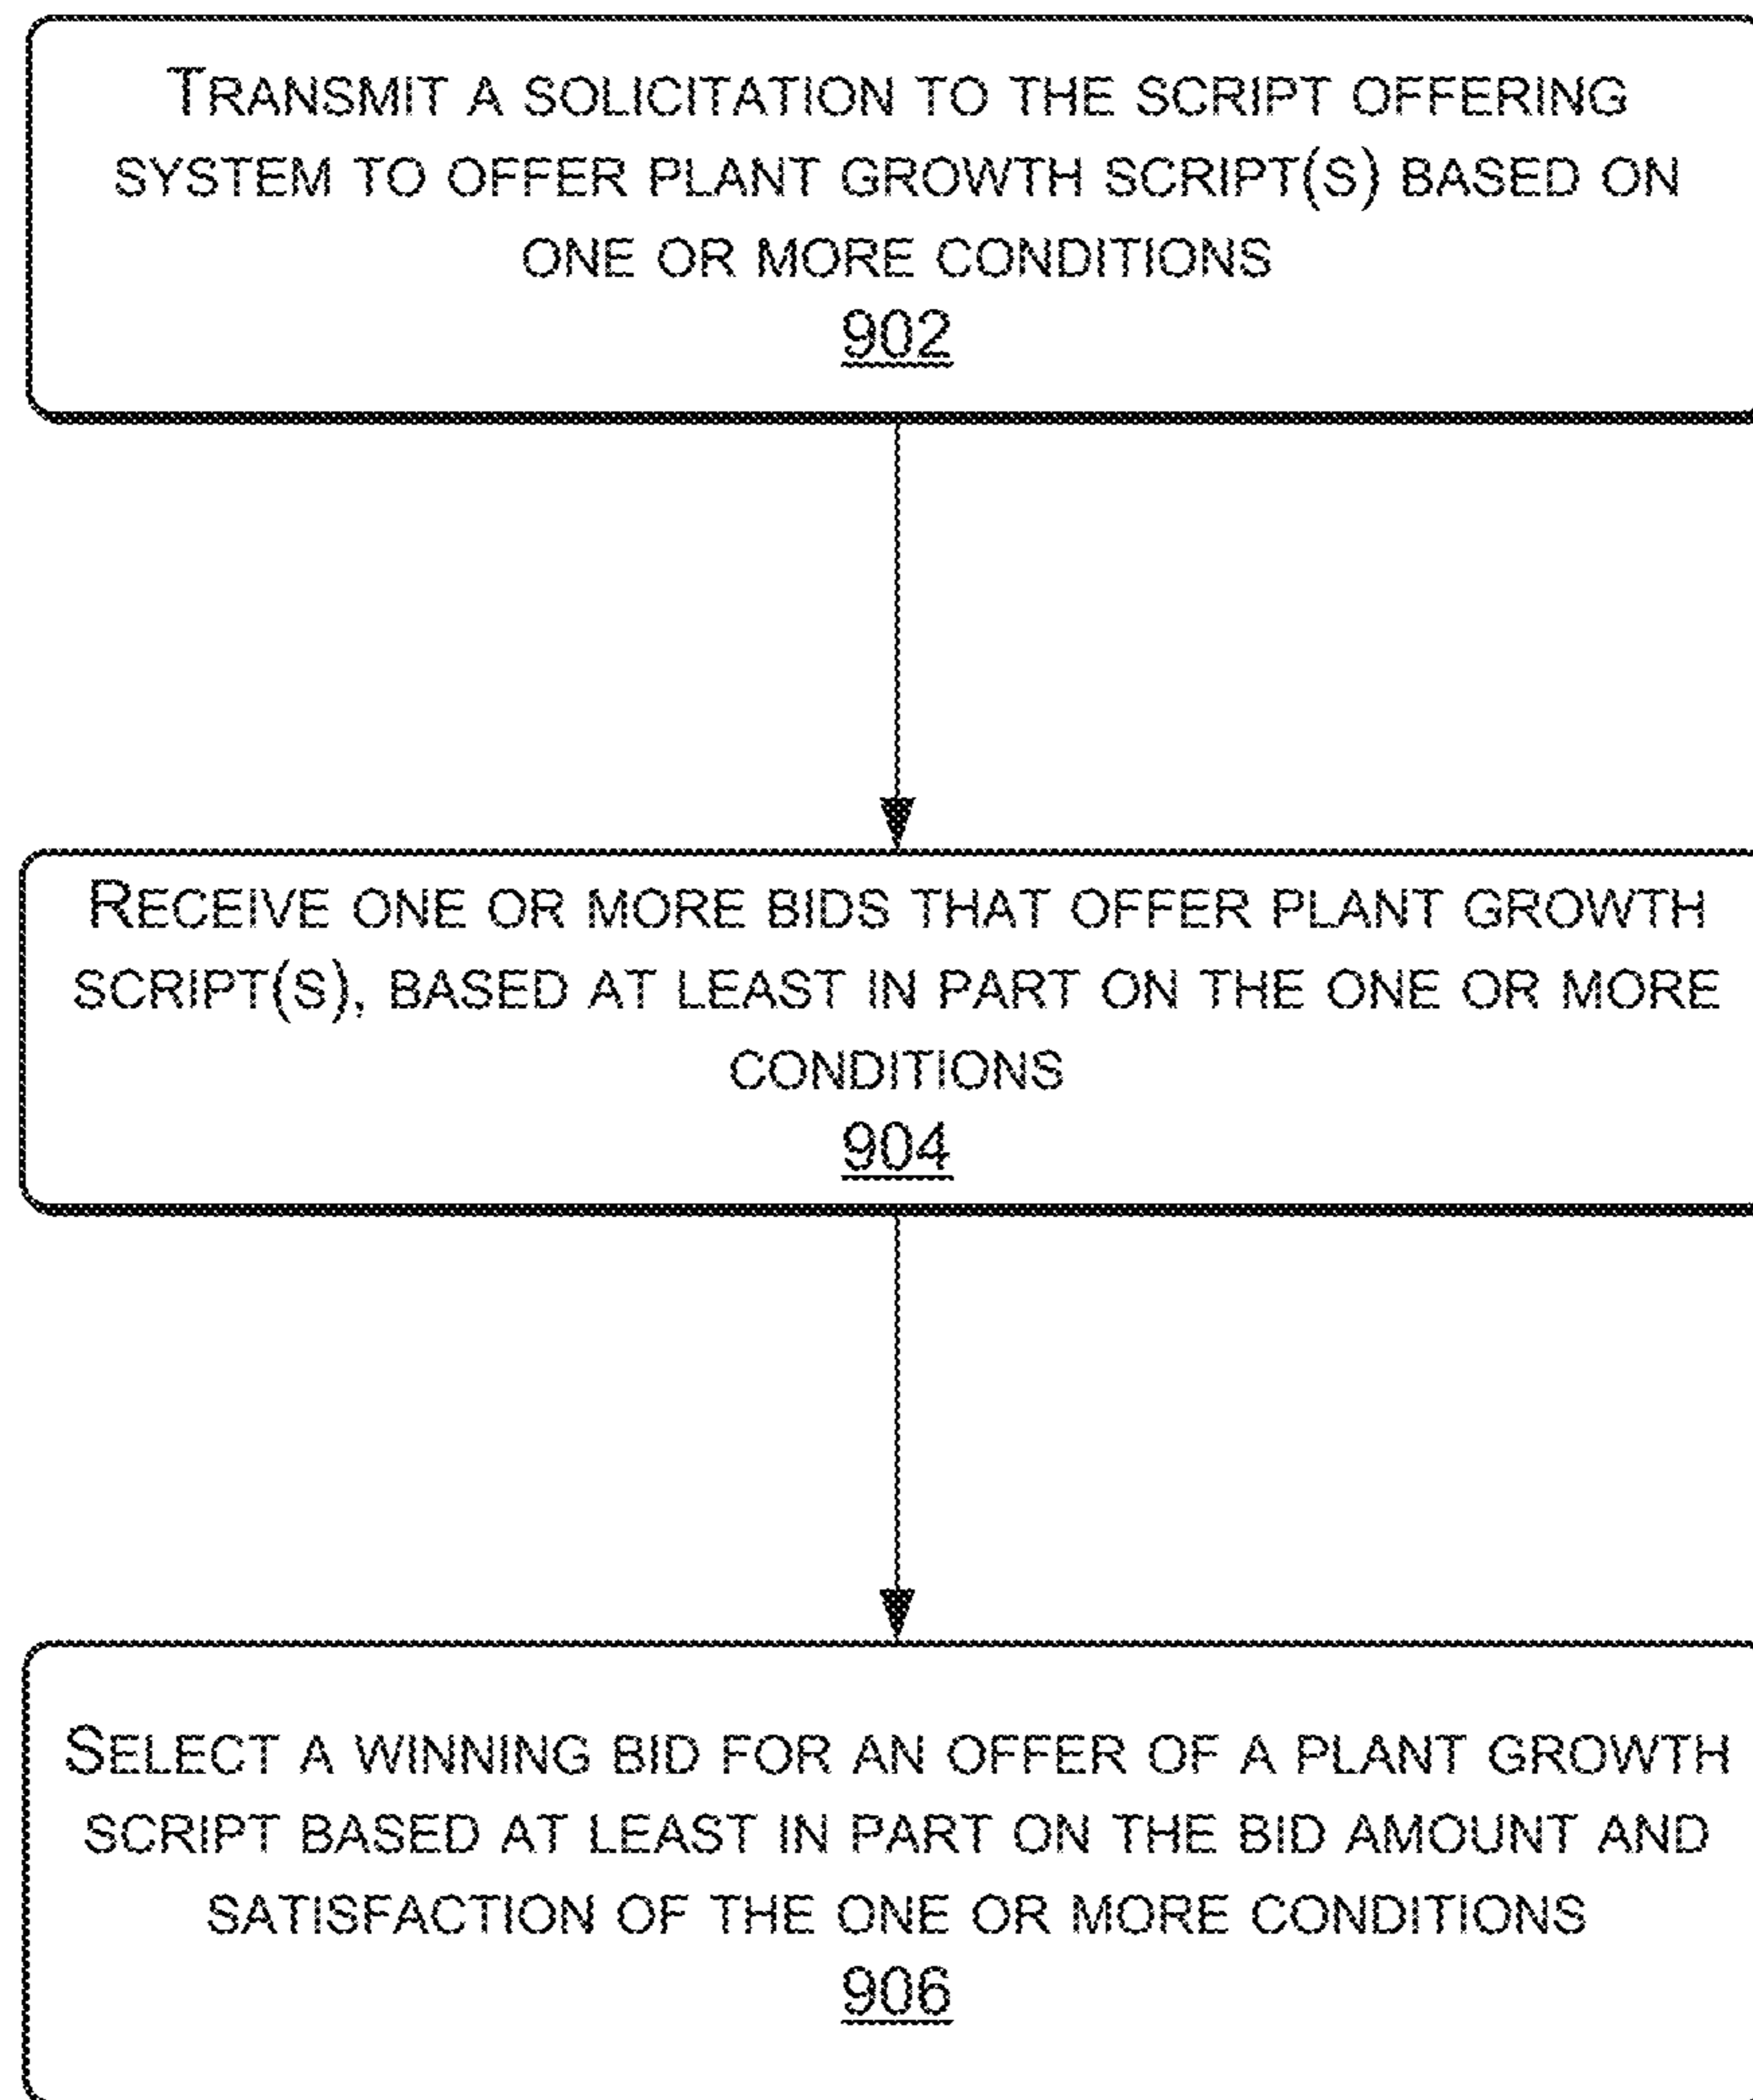 TRANSMIT A SOLICITATION TO THE SCRIPT OFFERING
SYSTEM TO OFFER PLANT GROWTH SCRIPT(S) BASED ON
ONE OR MORE CONDITIONS
902
RECEIVE ONE OR MORE BIDS THAT OFFER PLANT GROWTH
SCRIPT(S), BASED AT LEAST IN PART ON THE ONE OR MORE
CONDITIONS
904
SELECT A WINNING BID FOR AN OFFER OF A PLANT GROWTH
SCRIPT BASED AT LEAST IN PART ON THE BID AMOUNT AND
SATISFACTION OF THE ONE OR MORE CONDITIONS
906